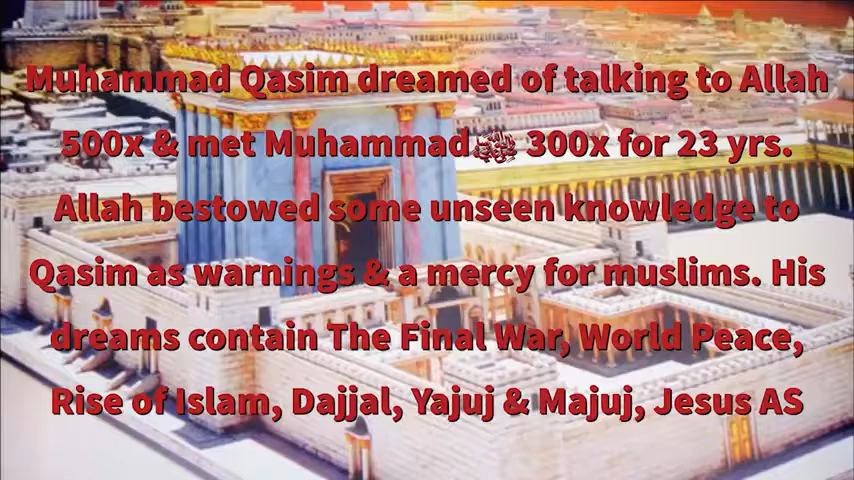 Muhammad Qasim dreamed of talking to Allah
500x & met Muhammadﷺ 300x for 23 yrs.
Allah bestowed some unseen knowledge to
Qasim as warnings & a mercy for muslims. His
dreams contain The Final War, World Peace,
Rise of Islam, Dajjal, Yajuj & Majuj, Jesus AS